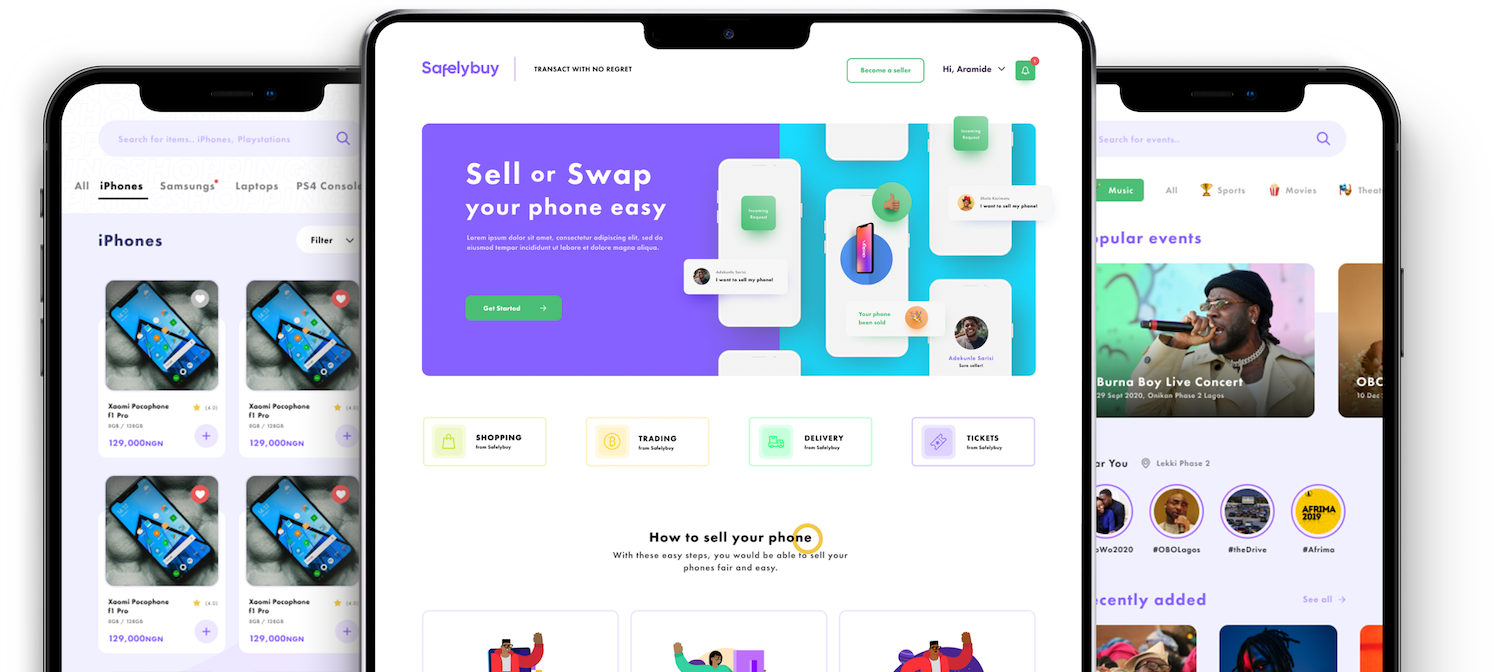 Search for items.. iPhones, Playstations
All iPhones Samsungs Laptops PS4 Console
iPhones
Filter
Xaomi Pocophone
f1 Pro
(4.0)
8GB / 128GB
129,000NGN
Xaomi Pocophone
f1 Pro
(4.0)
8GB / 128GB
129,000NGN
Xaomi Pocophone
f1 Pro
(4.0)
8GB / 128GB
129,000NGN
Xaomi Pocophone
f1 Pro
(4.0)
8GB / 128GB
129,000NGN
Safelybuy
TRANSACT WITH NO REGRET
Become a seller
Hi, Aramide
Sell or Swap
your phone easy
Lorem ipsum dolor sit amet, consectetur adipiscing elit, sed do
eiusmod tempor incididunt ut labore et dolore magna aliqua.
Get Started
Incoming
Request
Adekunle Serisi
I want to sell my phone!
Incoming
Request
I want to sell my phone!
Your phone
been sold
Adekunle Serisi
Sure seller!
SHOPPING
from Safelybuy
TRADING
from Safelybuy
DELIVERY
from Safelybuy
TICKETS
from Safelybuy
How to sell your phone
With these easy steps, you would be able to sell your
phones fair and easy.
Search for events..
Music All Sports Movies Theat
opular events
Burna Boy Live Concert
29 Sept 2020, Onikan Phase 2 Lagos
OBO
10 Dec
ar You
Lekki Phase 2
AFRIMA
2019
oWo2020 #OBOLagos #theDrive #Afrima
ecently added
See all